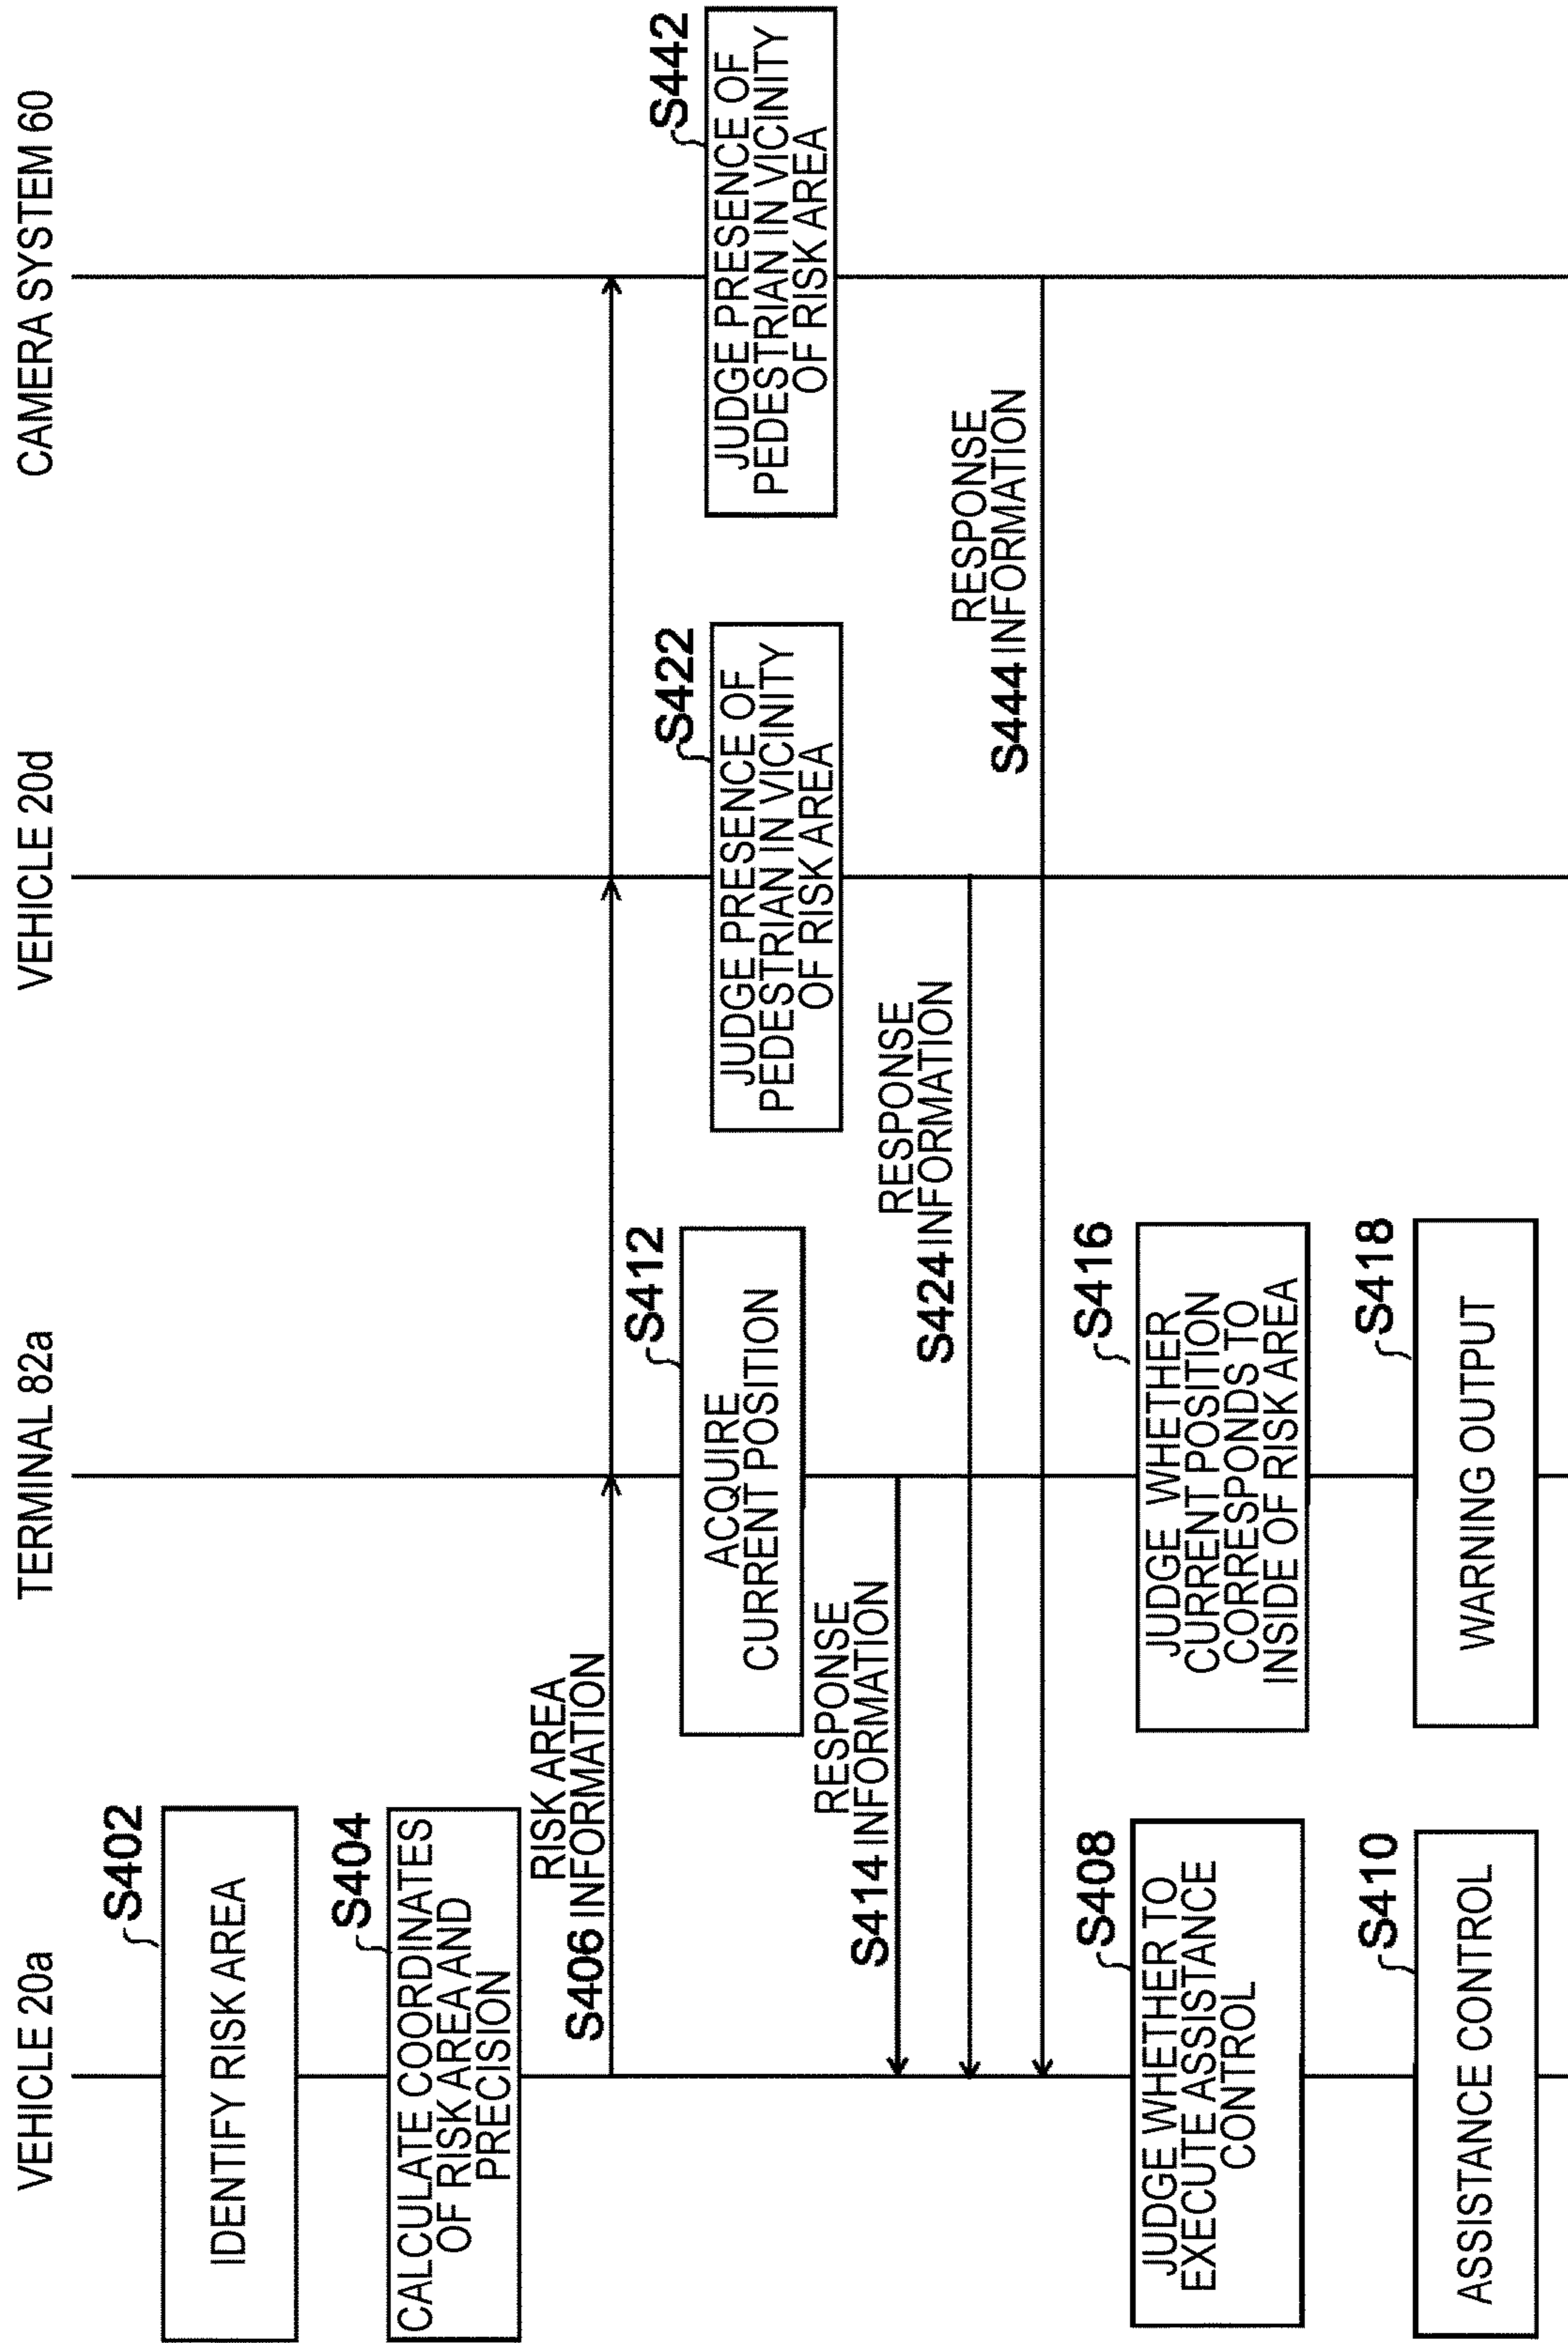 VEHICLE 20a
TERMINAL 82a
VEHICLE 20d
CAMERA SYSTEM 60
S402
IDENTIFY RISK AREA
S404
CALCULATE COORDINATES
OF RISK AREA AND
PRECISION
RISK AREA
S406 INFORMATION
S412
ACQUIRE
CURRENT POSITION
S422
JUDGE PRESENCE OF
PEDESTRIAN IN VICINITY
OF RISK AREA
S442
JUDGE PRESENCE OF
PEDESTRIAN IN VICINITY
OF RISK AREA
RESPONSE
S414 INFORMATION
RESPONSE
S424 INFORMATION
RESPONSE
S444 INFORMATION
S408
JUDGE WHETHER TO
EXECUTE ASSISTANCE
CONTROL
S416
JUDGE WHETHER
CURRENT POSITION
CORRESPONDS TO
INSIDE OF RISK AREA
S410
ASSISTANCE CONTROL
S418
WARNING OUTPUT